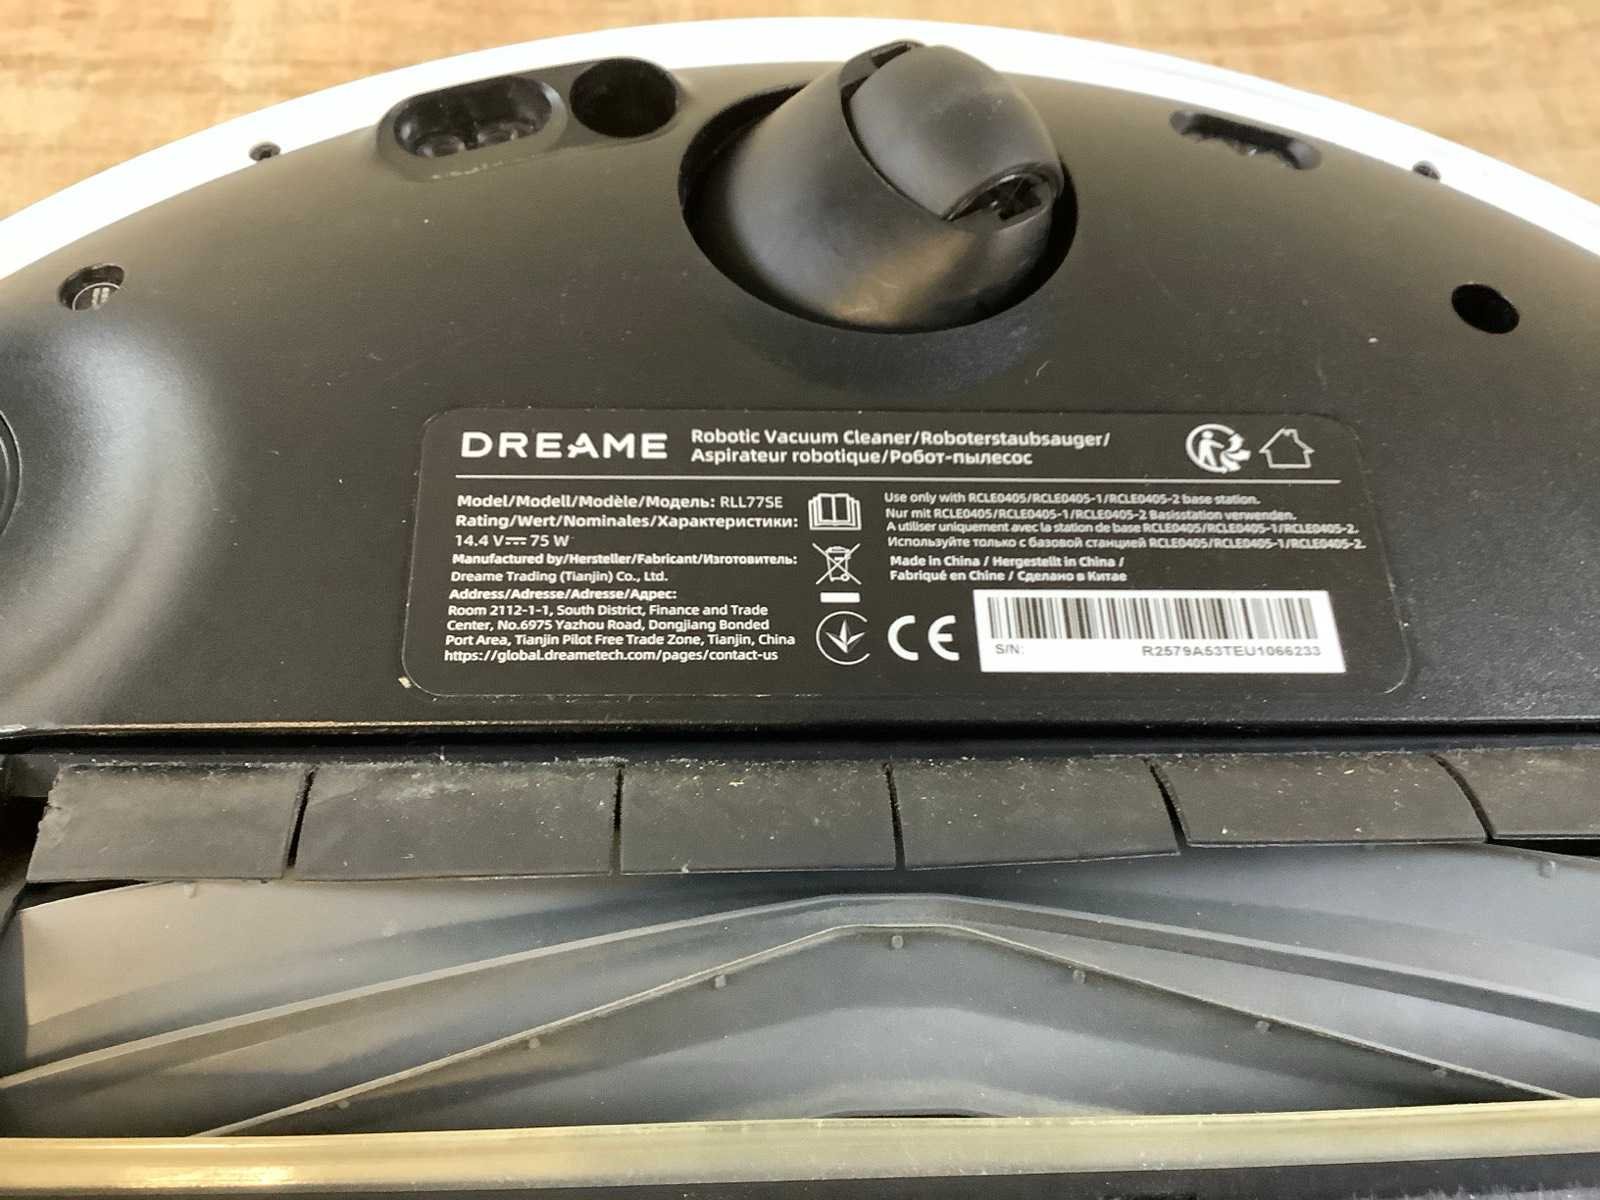 DREAME
Robotic Vacuum Cleaner/Roboterstaubsauger/
Aspirateur robotique/Робот-пылесос
Model/Modell/Modèle/Модель: RLL77SE
Rating/Wert/Nominales/Характеристики:
14.4 V⎓ 75 W
Manufactured by/Hersteller/Fabricant/Изготовитель:
Dreame Trading (Tianjin) Co., Ltd.
Address/Adresse/Adresse/Адрес:
Room 2112-1-1, South District, Finance and Trade
Center, No.6975 Yazhou Road, Dongjiang Bonded
Port Area, Tianjin Pilot Free Trade Zone, Tianjin, China
https://global.dreametech.com/pages/contact-us
Use only with RCLE0405/RCLE0405-1/RCLE0405-2 base station.
Nur mit RCLE0405/RCLE0405-1/RCLE0405-2 Basisstation verwenden.
A utiliser uniquement avec la station de base RCLE0405/RCLE0405-1/RCLE0405-2.
Используйте только с базовой станцией RCLE0405/RCLE0405-1/RCLE0405-2.
Made in China / Hergestellt in China /
Fabriqué en Chine / Сделано в Китае
CE
S/N: R2579A53TEU1066233